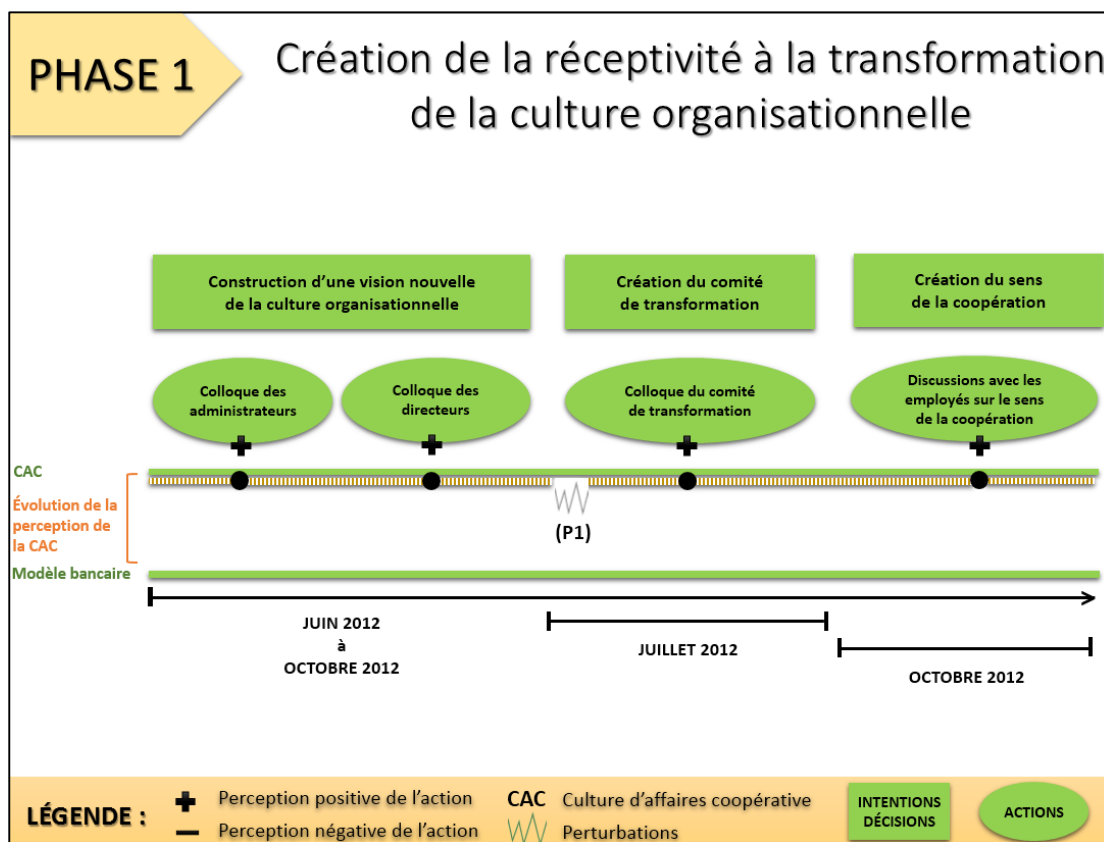 PHASE 1
Création de la réceptivité à la transformation
de la culture organisationnelle
Construction d'une vision nouvelle
de la culture organisationnelle
Création du comité
de transformation
Création du sens
de la coopération
Colloque des
administrateurs
Colloque des
directeurs
Colloque du comité
de transformation
Discussions avec les
employés sur le sens
de la coopération
CAC
Évolution de la
perception de
la CAC
(P1)
Modèle bancaire
JUIN 2012
à
OCTOBRE 2012
JUILLET 2012
OCTOBRE 2012
LÉGENDE :
Perception positive de l'action
Perception négative de l'action
CAC Culture d'affaires coopérative
Perturbations
INTENTIONS
DÉCISIONS
ACTIONS